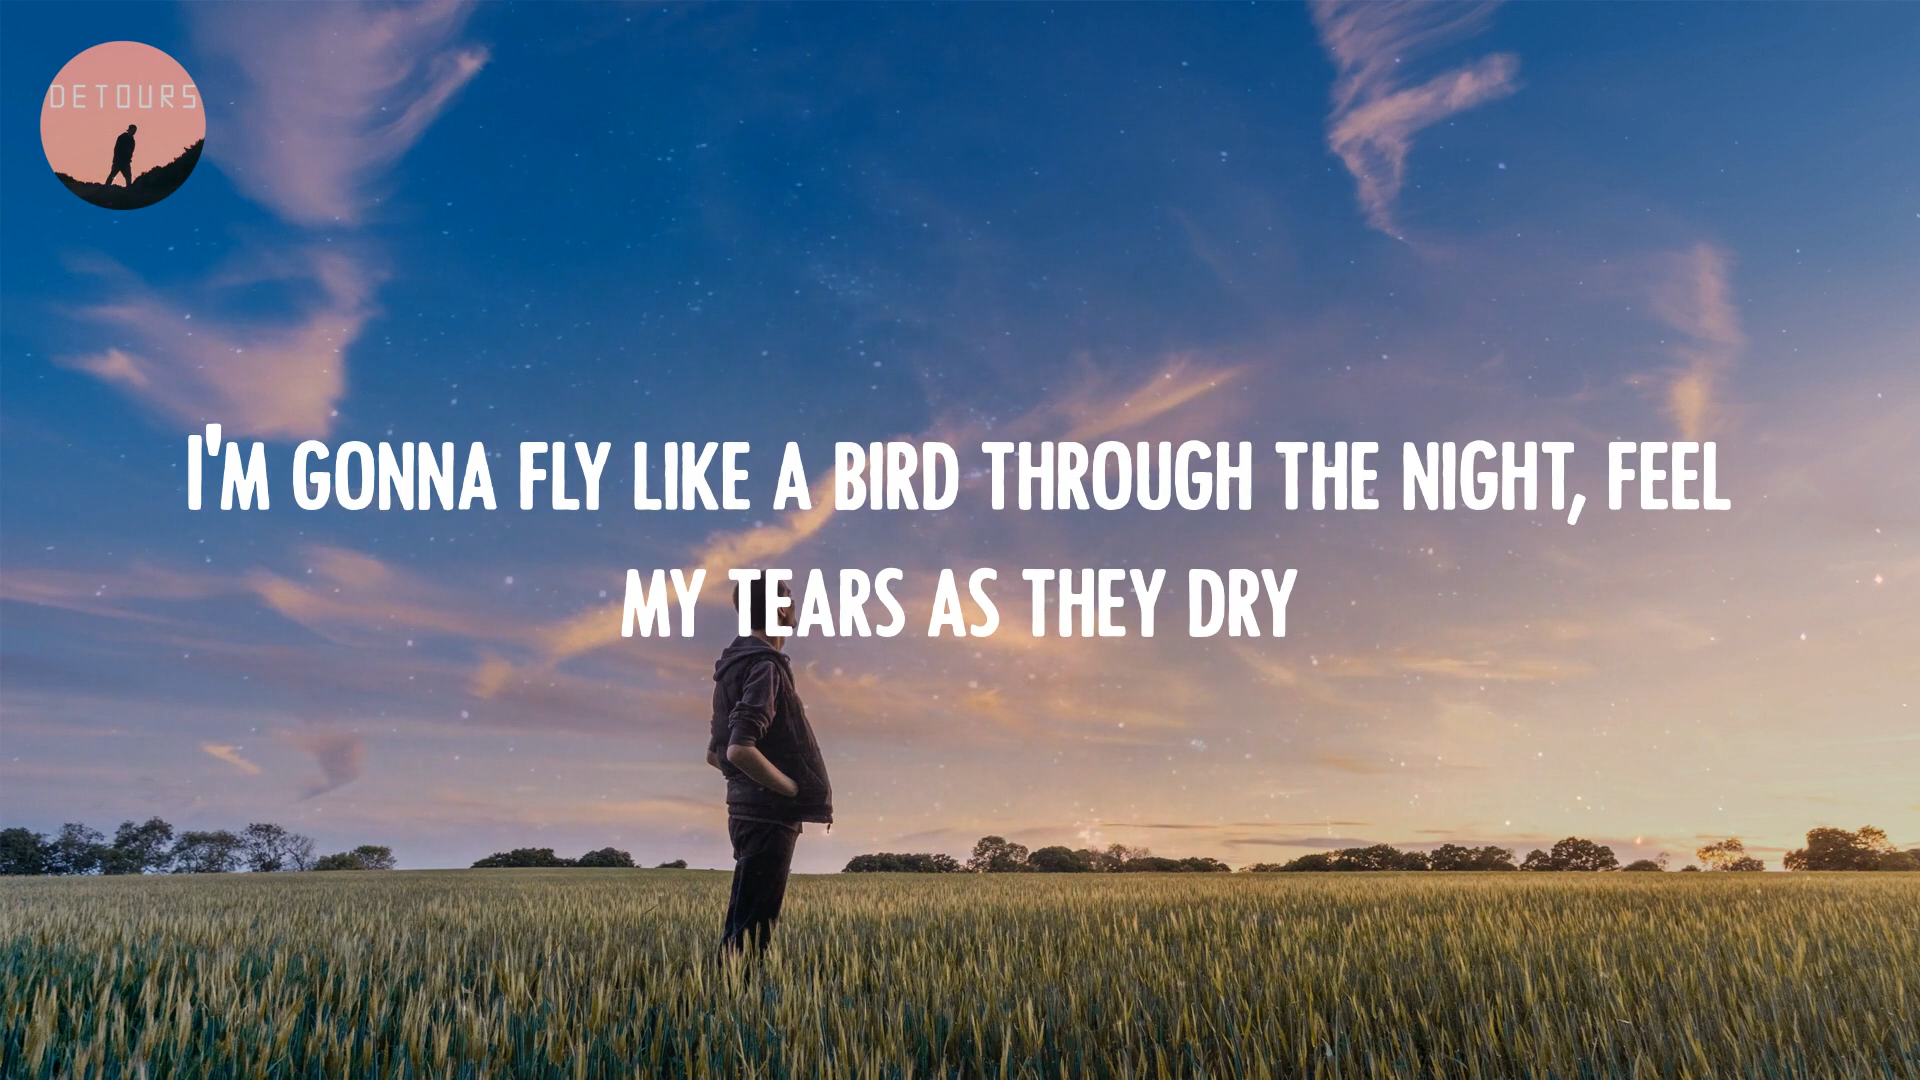 DETOURS
I'M GONNA FLY LIKE A BIRD THROUGH THE NIGHT, FEEL
MY TEARS AS THEY DRY